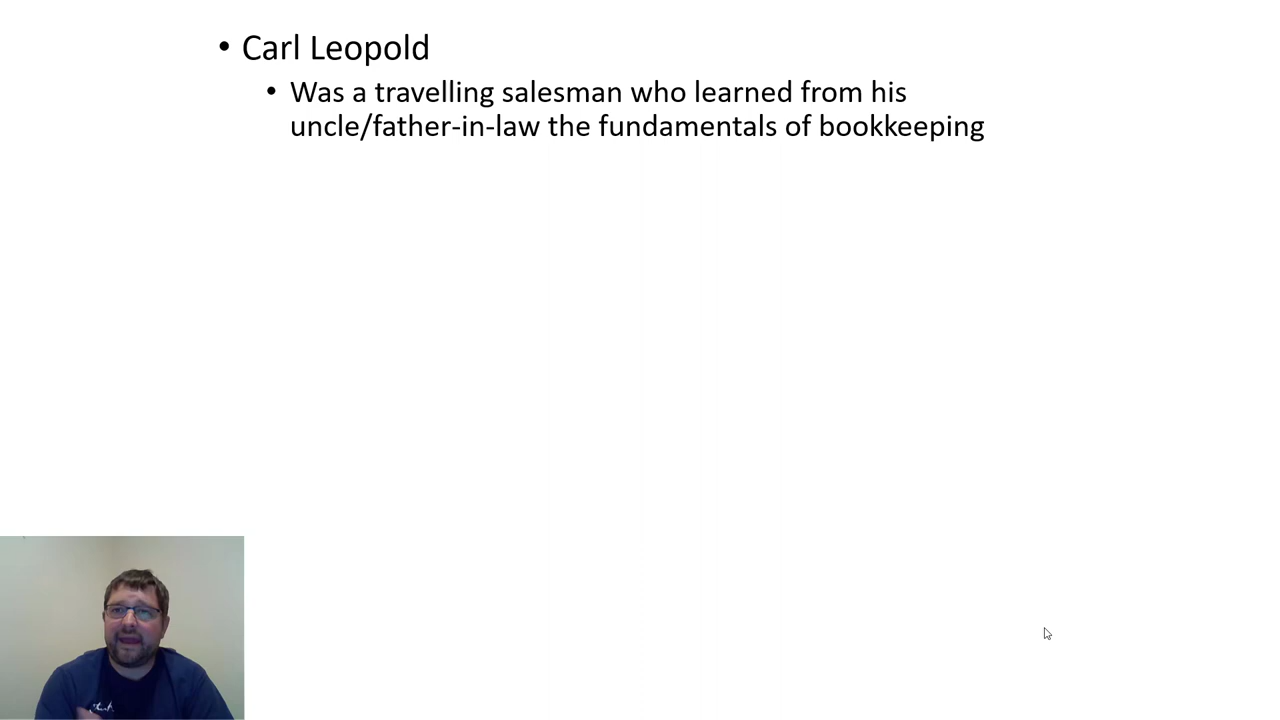 • Carl Leopold
• Was a travelling salesman who learned from his
uncle/father-in-law the fundamentals of bookkeeping